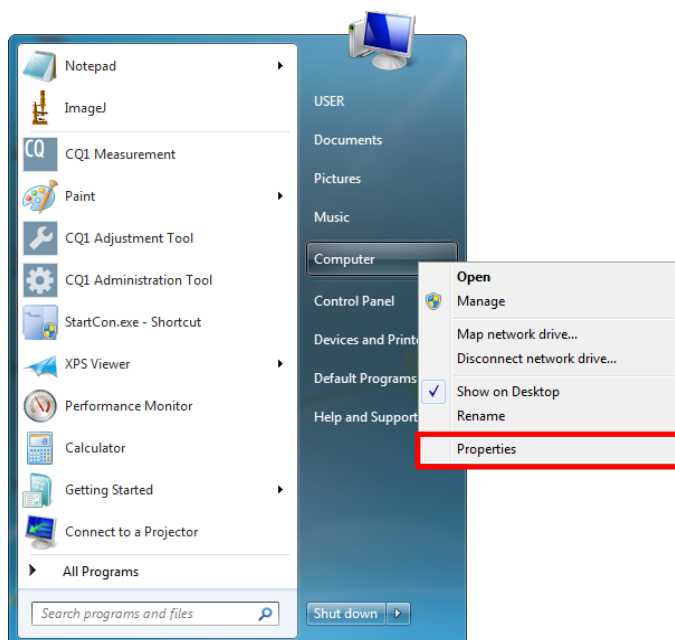 Notepad
ImageJ
CQ
CQ1 Measurement
Paint
CQ1 Adjustment Tool
CQ1 Administration Tool
StartCon.exe - Shortcut
XPS Viewer
Performance Monitor
Calculator
Getting Started
Connect to a Projector
All Programs
Search programs and files
USER
Documents
Pictures
Music
Computer
Control Panel
Devices and Print
Default Programs
Help and Support
Shut down
Open
Manage
Map network drive...
Disconnect network drive...
Show on Desktop
Rename
Properties